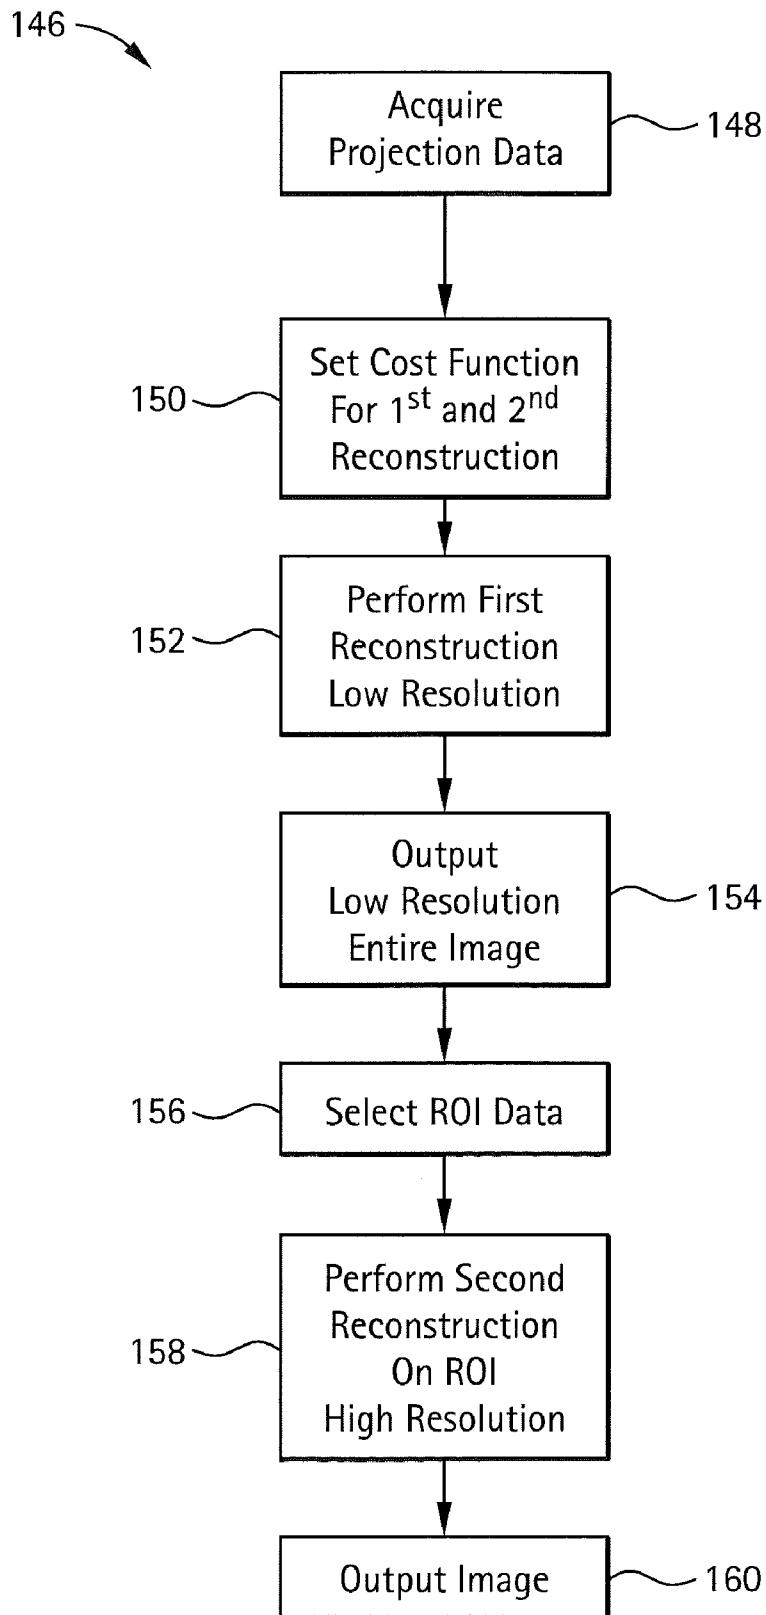 146
Acquire
Projection Data
148
Set Cost Function
For 1st and 2nd
Reconstruction
150
Perform First
Reconstruction
Low Resolution
152
Output
Low Resolution
Entire Image
154
Select ROI Data
156
Perform Second
Reconstruction
On ROI
High Resolution
158
Output Image
160